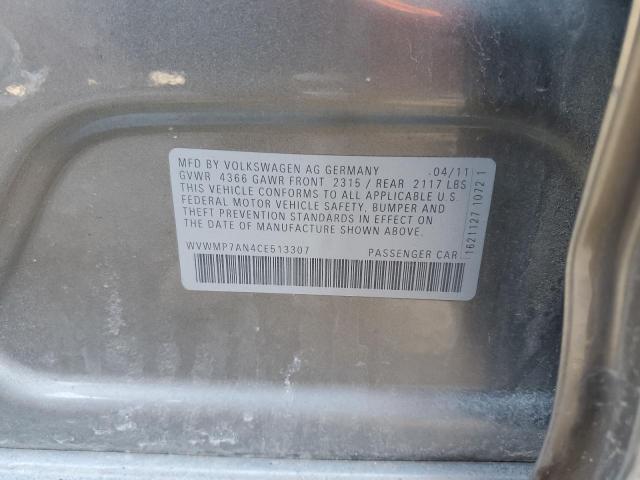 MFD BY VOLKSWAGEN AG GERMANY 04/11
GVWR 4366 GAWR FRONT 2315 / REAR 2117 LBS
THIS VEHICLE CONFORMS TO ALL APPLICABLE U.S.
FEDERAL MOTOR VEHICLE SAFETY, BUMPER AND
THEFT PREVENTION STANDARDS IN EFFECT ON
THE DATE OF MANUFACTURE SHOWN ABOVE.
WVWMP7AN4CE513307 PASSENGER CAR
1621127 1072 1